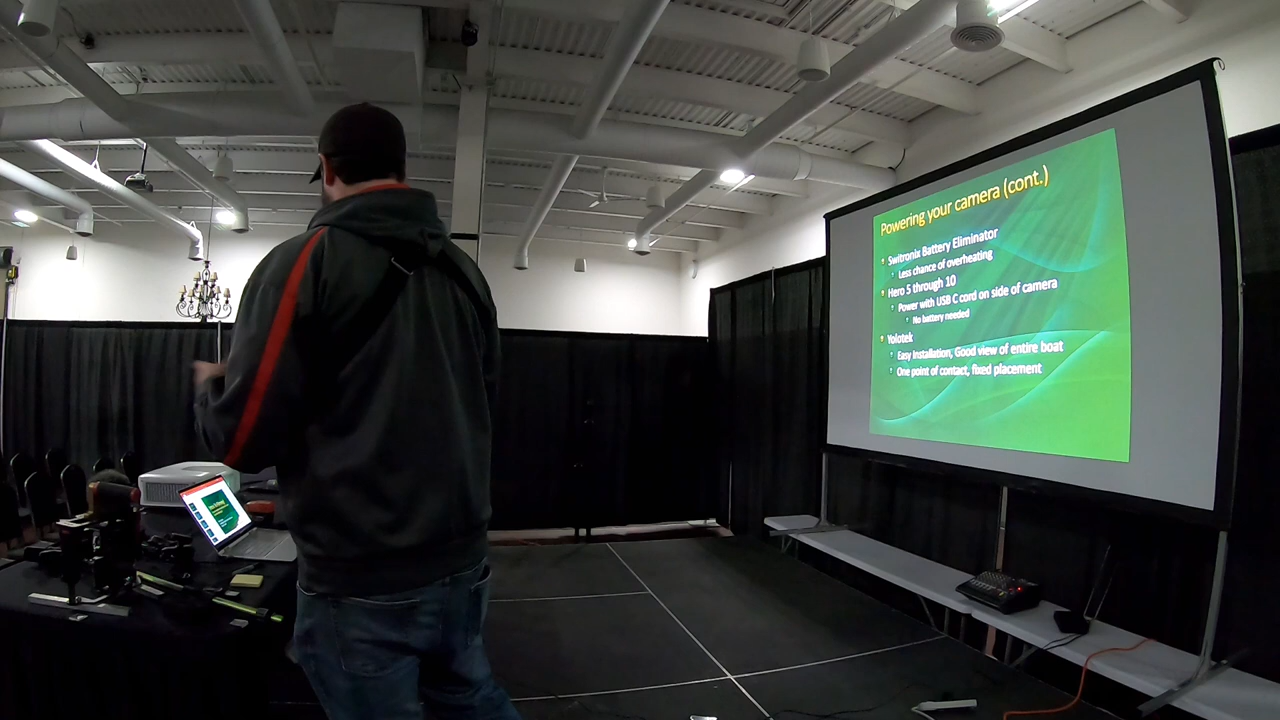 Powering your camera (cont.)
Switronix Battery Eliminator
Less chance of overheating
Hero 5 through 10
Power with USB C cord on side of camera
No battery needed
Yolotek
Easy Installation, Good view of entire boat
One point of contact, fixed placement